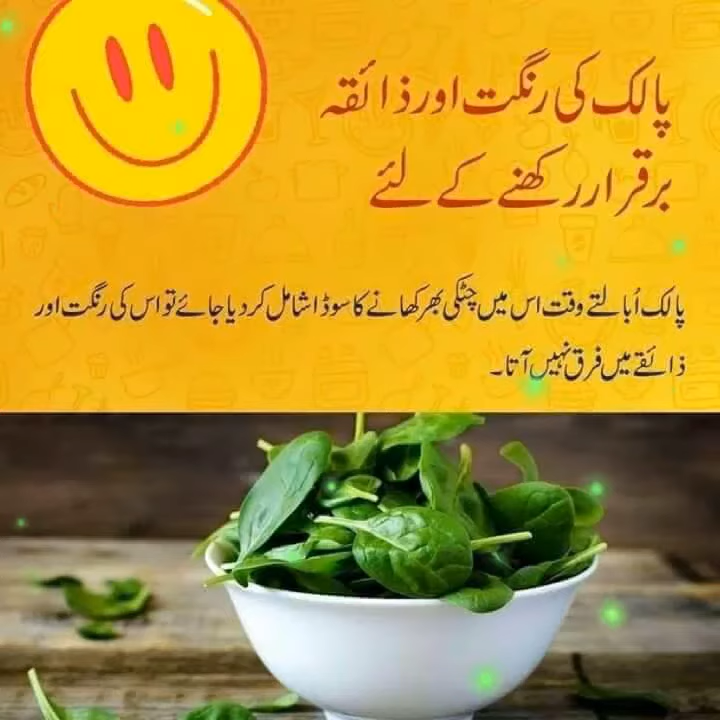 پالک کی رنگت اور ذائقہ
برقرار رکھنے کے لئے
پالک اُبالتے وقت اس میں چٹکی بھر کھانے کا سوڈا شامل کر دیا جائے تو اس کی رنگت اور
ذائقے میں فرق نہیں آتا۔